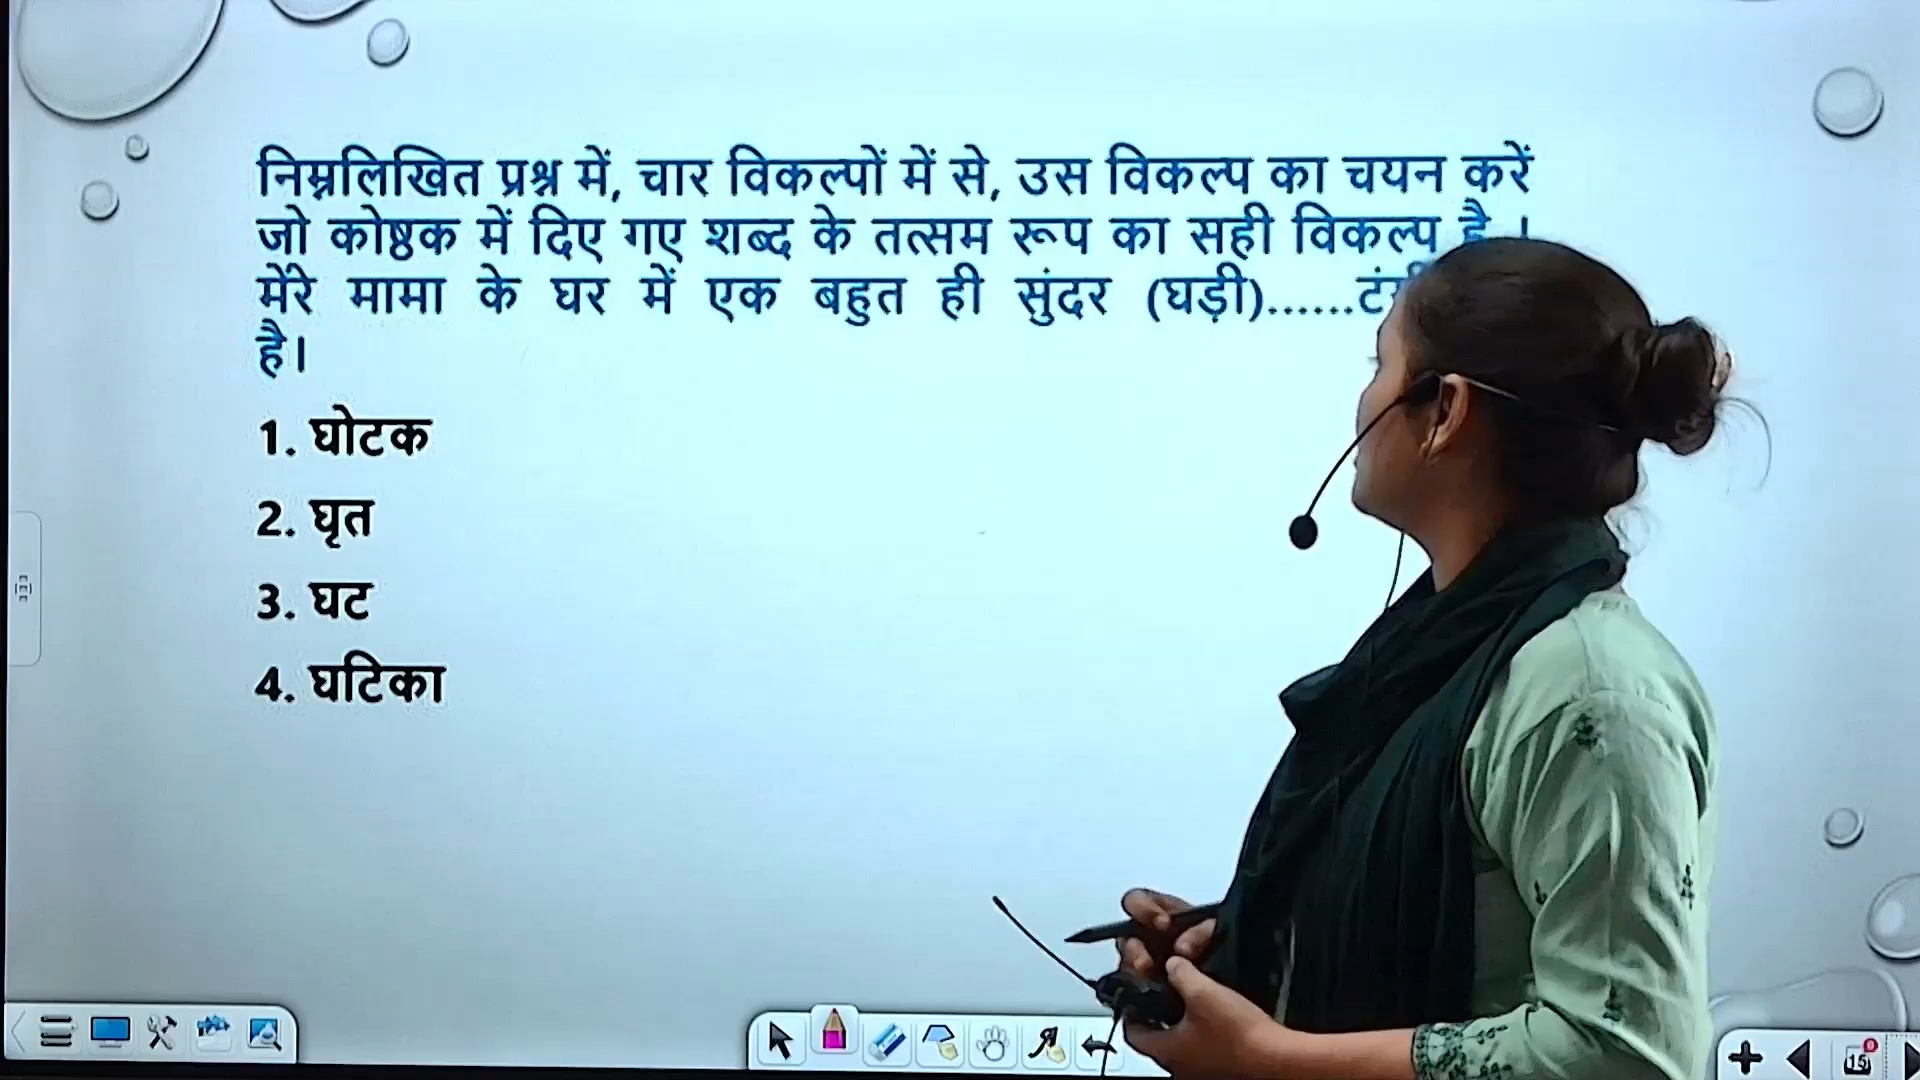 निम्नलिखित प्रश्न में, चार विकल्पों में से, उस विकल्प का चयन करें
जो कोष्ठक में दिए गए शब्द के तत्सम रूप का सही विकल्प है ।
मेंरे मामा के घर में एक बहुत ही सुंदर (घड़ी)......
है।
1. घोटक
2. घृत
3. घट
4. घटिका
15